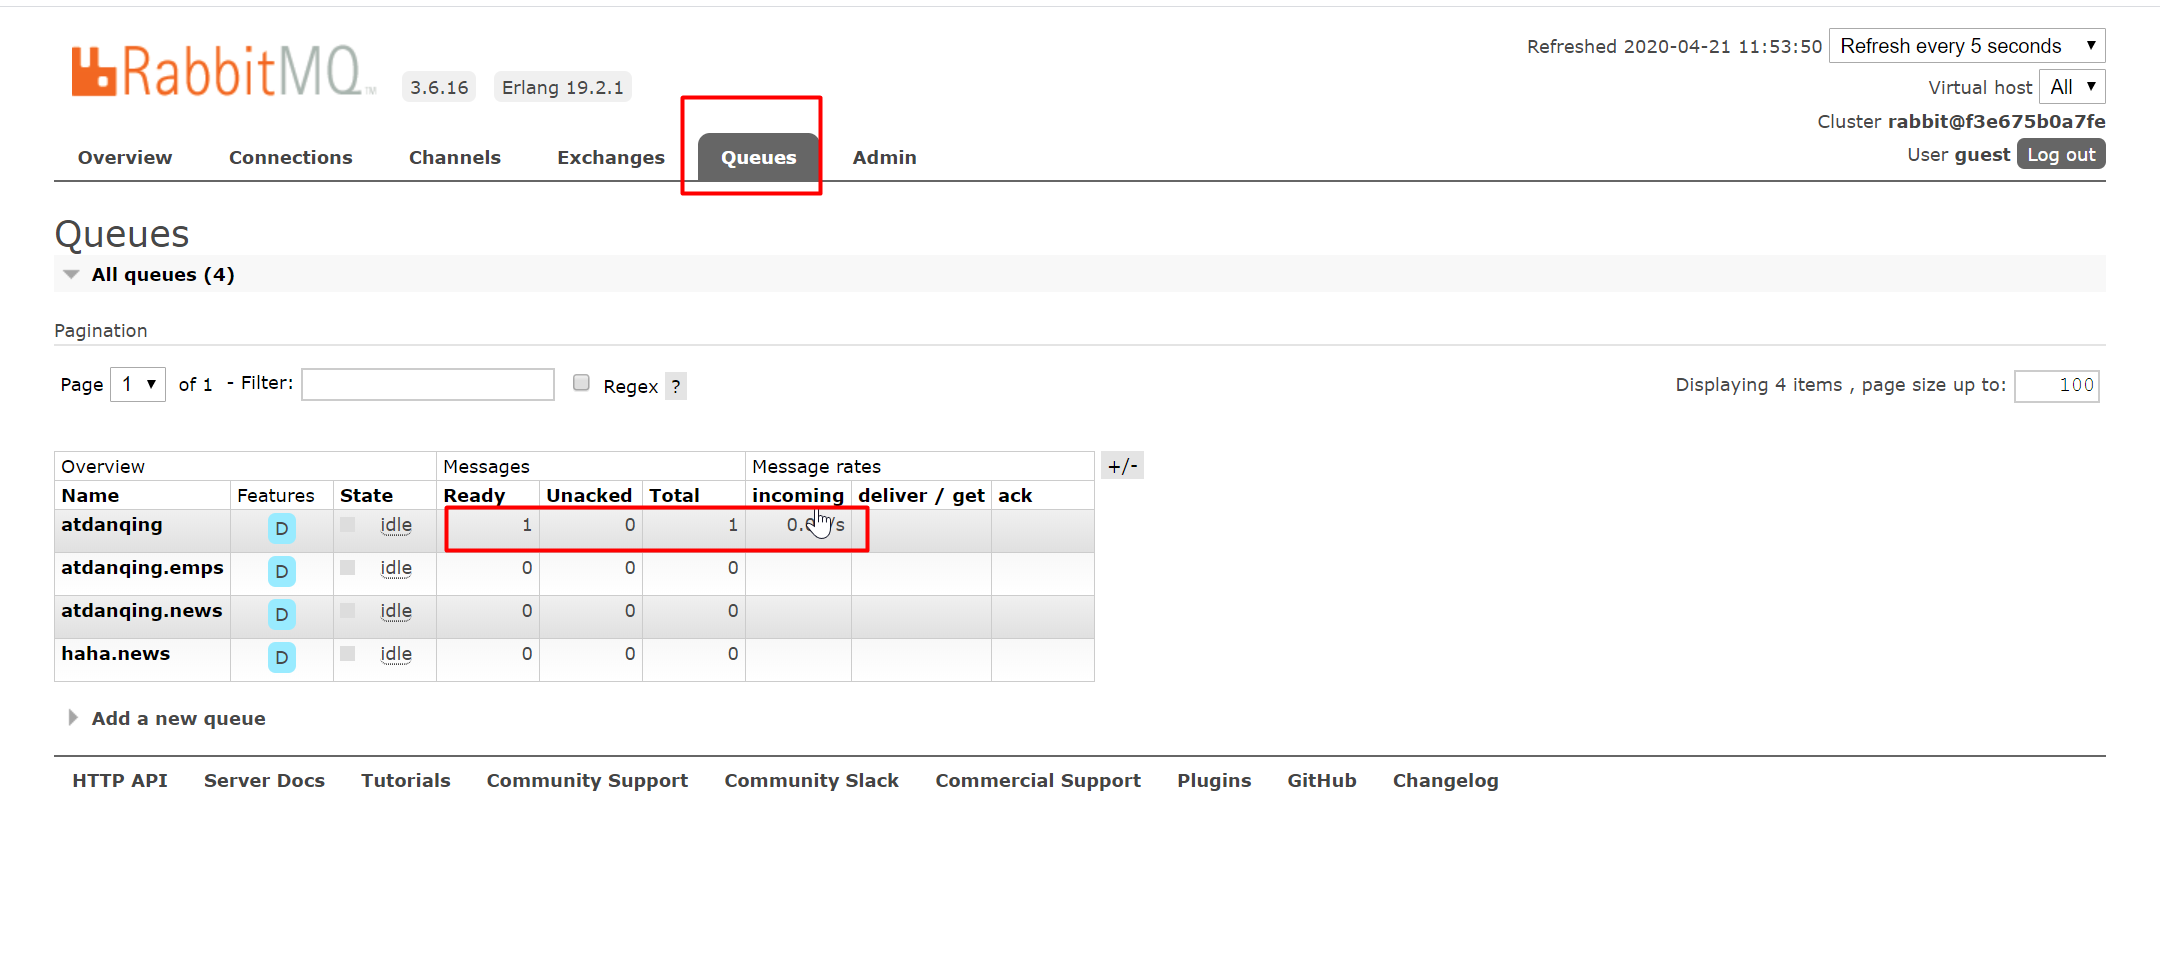 RabbitMQ™ 3.6.16 Erlang 19.2.1
Refreshed 2020-04-21 11:53:50 Refresh every 5 seconds
Virtual host All
Cluster rabbit@f3e675b0a7fe
User guest Log out
Overview Connections Channels Exchanges Queues Admin
Queues
All queues (4)
Pagination
Page 1 of 1 - Filter: Regex ? Displaying 4 items , page size up to: 100
Overview Messages Message rates +/-
Name Features State Ready Unacked Total incoming deliver / get ack
atdanqing D idle 1 0 1
atdanqing.emps D idle 0 0 0
atdanqing.news D idle 0 0 0
haha.news D idle 0 0 0
Add a new queue
HTTP API Server Docs Tutorials Community Support Community Slack Commercial Support Plugins GitHub Changelog